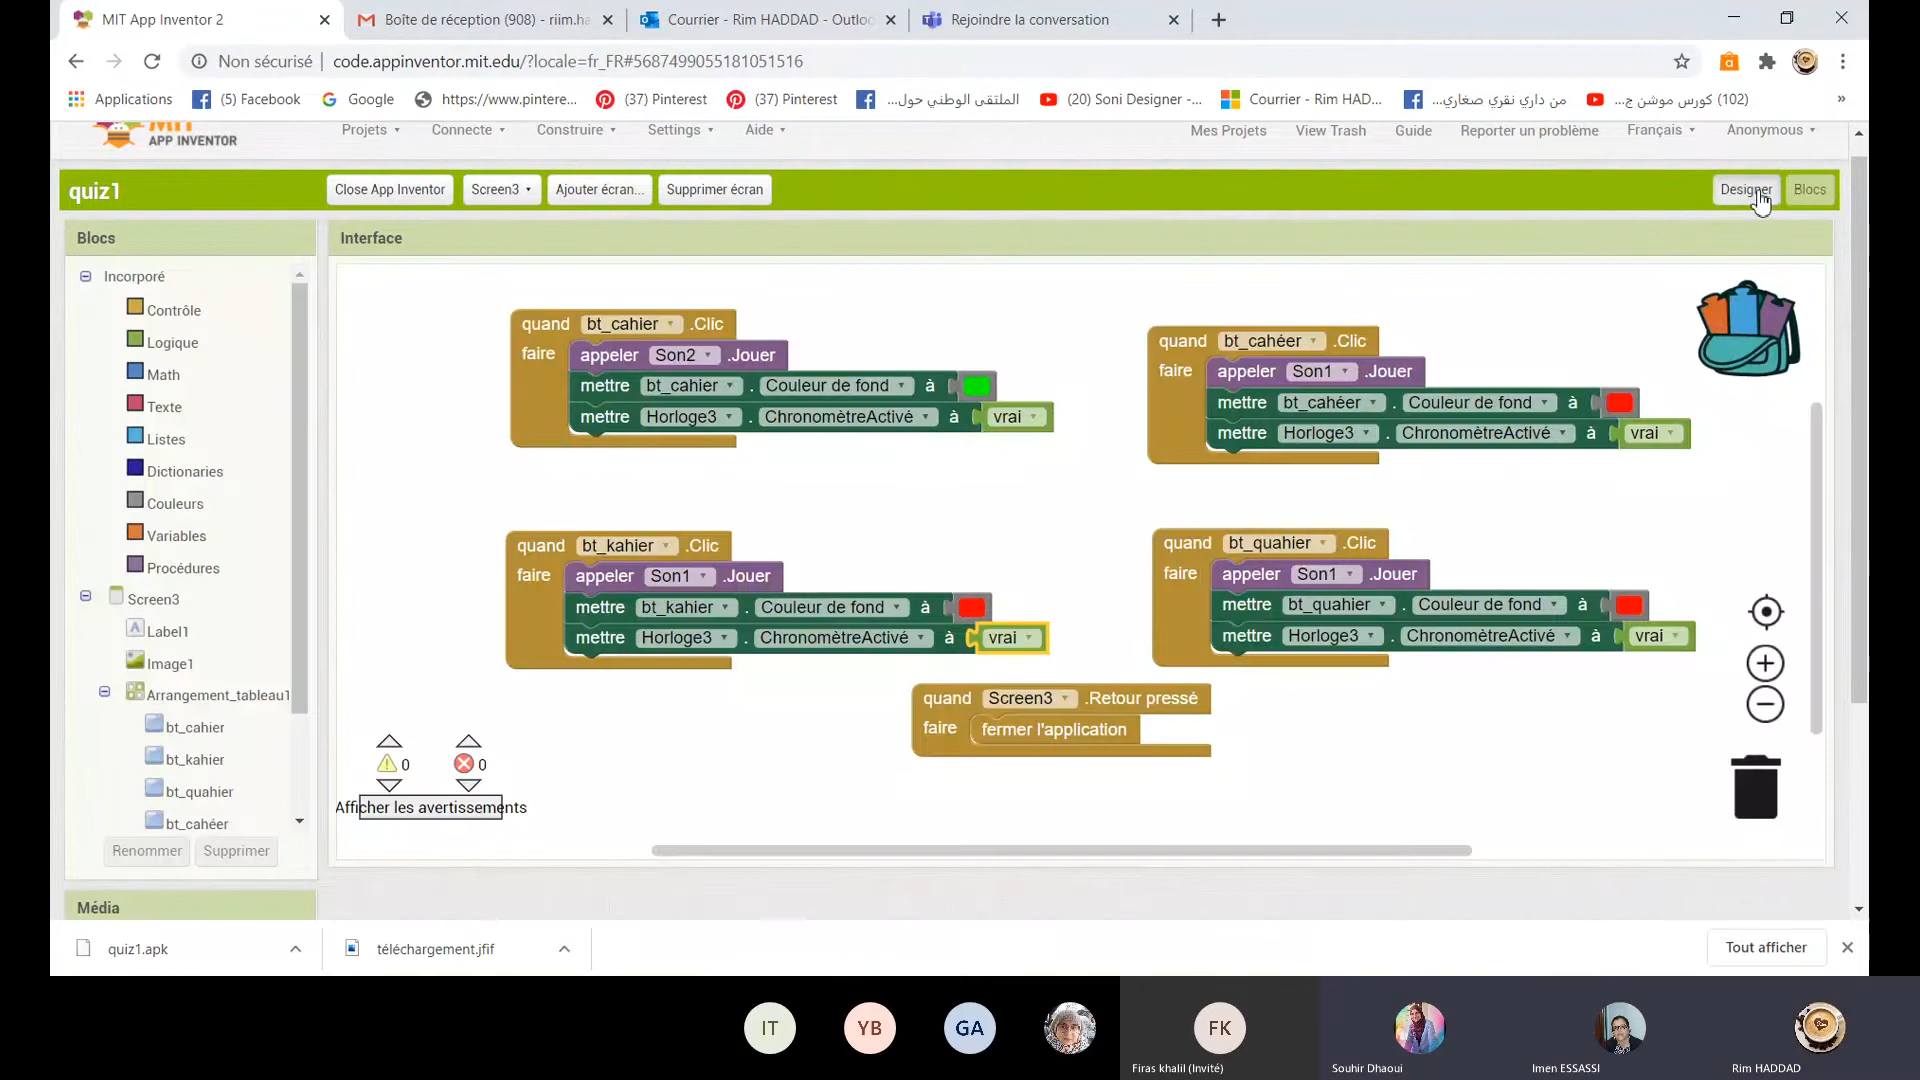 MIT App Inventor 2
Boîte de réception (908) - riim.ha
Courrier - Rim HADDAD - Outloo
Rejoindre la conversation
Non sécurisé | code.appinventor.mit.edu/?locale=fr_FR#5687499055181051516
Applications
(5) Facebook
Google
https://www.pintere...
(37) Pinterest
(37) Pinterest
الملتقى الوطني حول...
(20) Soni Designer -...
Courrier - Rim HAD...
من داري نقري صغاري...
(102) كورس موشن ج...
»
MIT
APP INVENTOR
Projets
Connecte
Construire
Settings
Aide
Mes Projets
View Trash
Guide
Reporter un problème
Français
Anonymous
quiz1
Close App Inventor
Screen3
Ajouter écran...
Supprimer écran
Designer
Blocs
Blocs
Interface
Incorporé
Contrôle
Logique
Math
Texte
Listes
Dictionaries
Couleurs
Variables
Procédures
Screen3
Label1
Image1
Arrangement_tableau1
bt_cahier
bt_kahier
bt_quahier
bt_cahéer
Renommer
Supprimer
Média
quand bt_cahier .Clic
faire appeler Son2 .Jouer
mettre bt_cahier . Couleur de fond à
mettre Horloge3 . ChronomètreActivé à vrai
quand bt_cahéer .Clic
faire appeler Son1 .Jouer
mettre bt_cahéer . Couleur de fond à
mettre Horloge3 . ChronomètreActivé à vrai
quand bt_kahier .Clic
faire appeler Son1 .Jouer
mettre bt_kahier . Couleur de fond à
mettre Horloge3 . ChronomètreActivé à vrai
quand bt_quahier .Clic
faire appeler Son1 .Jouer
mettre bt_quahier . Couleur de fond à
mettre Horloge3 . ChronomètreActivé à vrai
quand Screen3 .Retour pressé
faire fermer l'application
0
0
Afficher les avertissements
quiz1.apk
téléchargement.jfif
Tout afficher
IT
YB
GA
FK
Firas khalil (Invité)
Souhir Dhaoui
Imen ESSASSI
Rim HADDAD